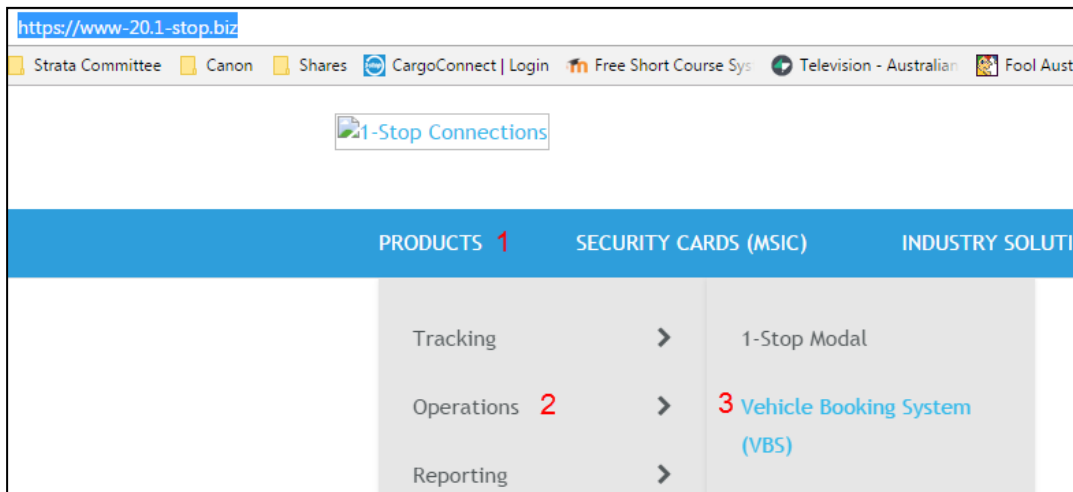 https://www-20.1-stop.biz
Strata Committee Canon Shares CargoConnect | Login Free Short Course Sys Television - Australian Fool Aust
1-Stop Connections
PRODUCTS 1 SECURITY CARDS (MSIC) INDUSTRY SOLUTI
Tracking 1-Stop Modal
Operations 2 3 Vehicle Booking System
(VBS)
Reporting